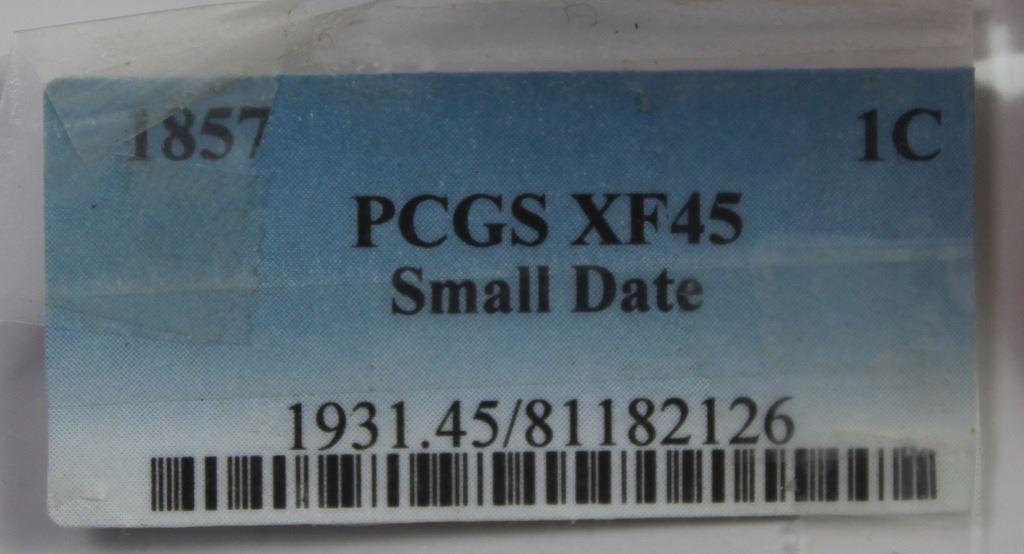 1857 1C
PCGS XF45
Small Date
1931.45/81182126